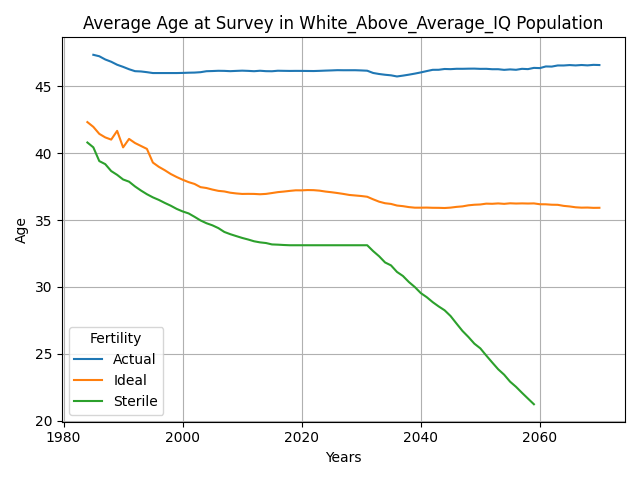 Average Age at Survey in White_Above_Average_IQ Population
Age
45
40
35
30
25
20
Fertility
Actual
Ideal
Sterile
1980
2000
2020
2040
2060
Years